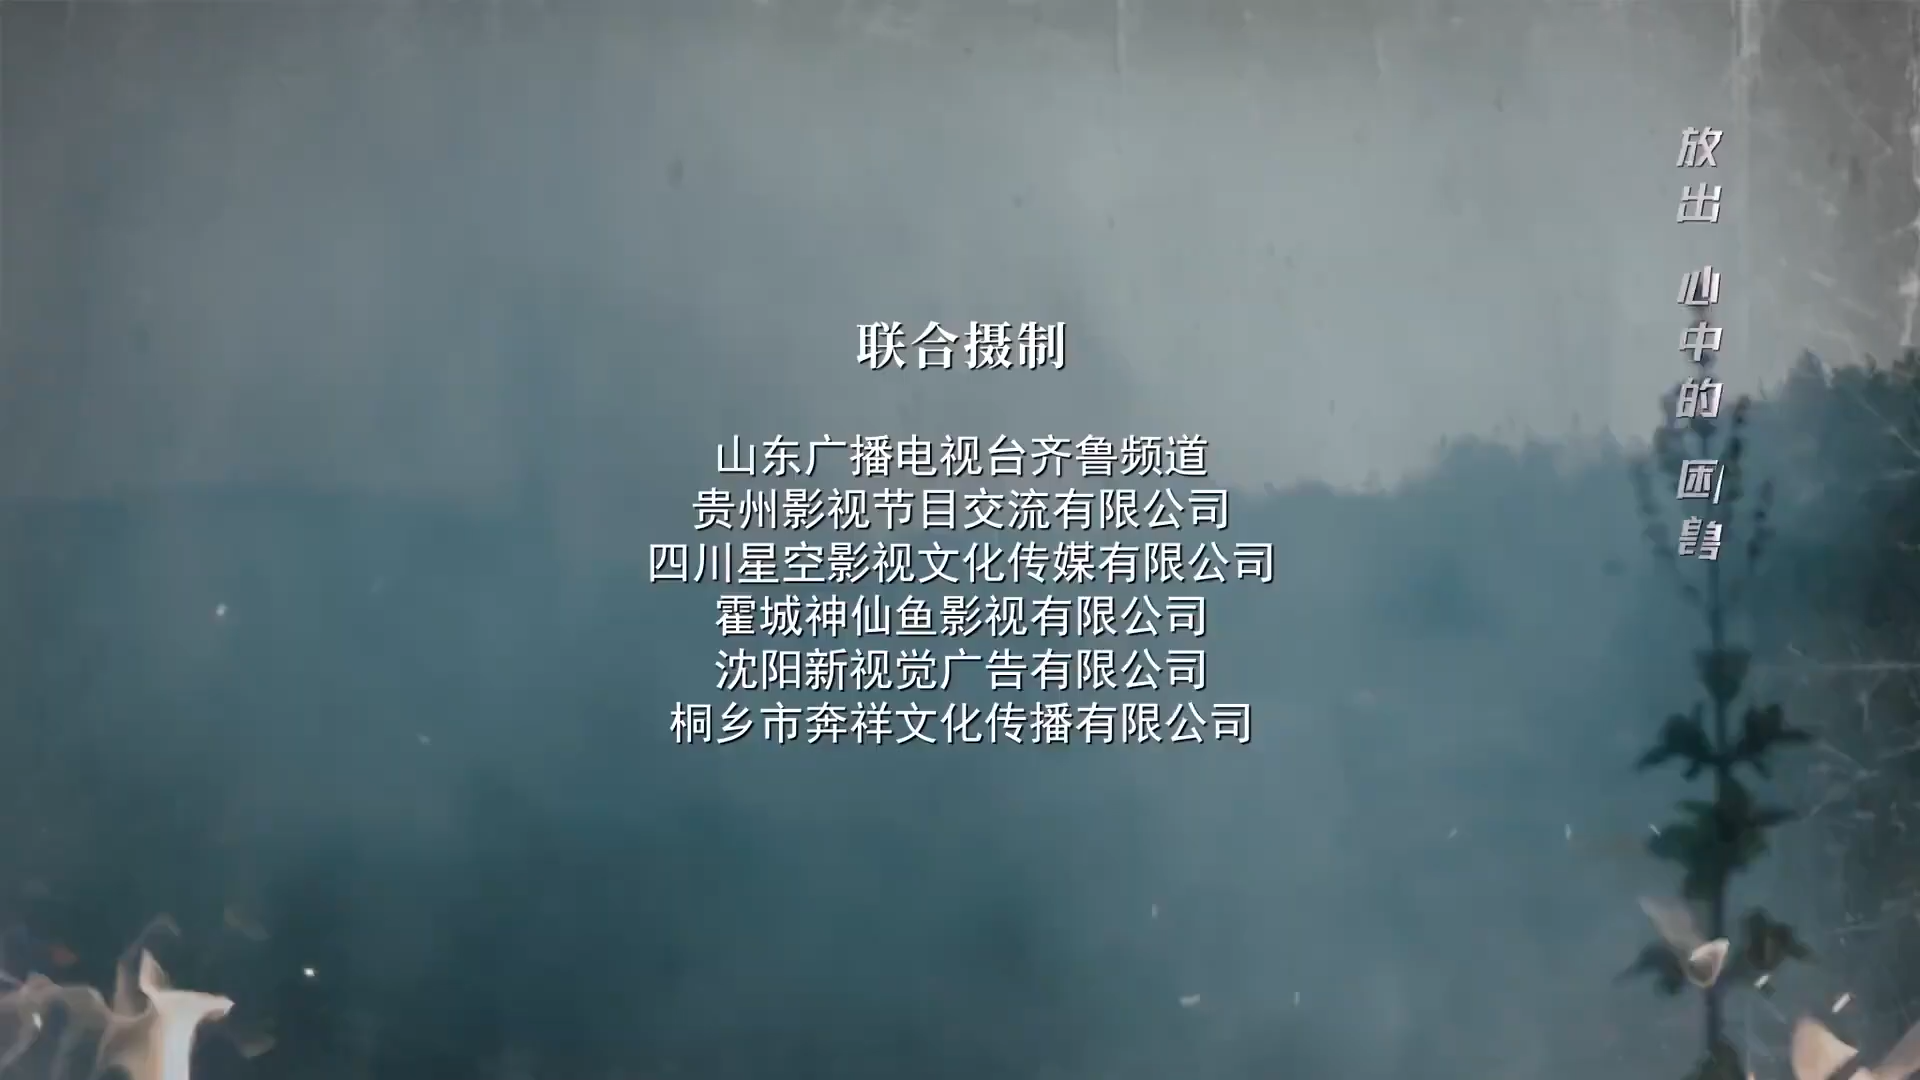 联合摄制
山东广播电视台齐鲁频道
贵州影视节目交流有限公司
四川星空影视文化传媒有限公司
霍城神仙鱼影视有限公司
沈阳新视觉广告有限公司
桐乡市奔祥文化传播有限公司
放出 心中的 困兽